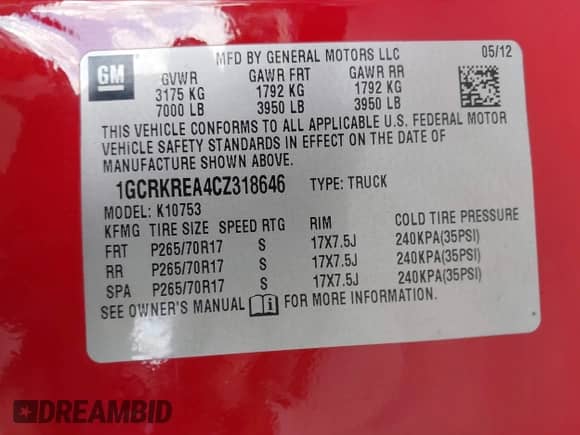 GM
MFD BY GENERAL MOTORS LLC 05/12
GVWR GAWR FRT GAWR RR
3175 KG 1792 KG 1792 KG
7000 LB 3950 LB 3950 LB
THIS VEHICLE CONFORMS TO ALL APPLICABLE U.S. FEDERAL MOTOR
VEHICLE SAFETY STANDARDS IN EFFECT ON THE DATE OF
MANUFACTURE SHOWN ABOVE.
1GCRKREA4CZ318646 TYPE: TRUCK
MODEL: K10753
KFMG TIRE SIZE SPEED RTG RIM COLD TIRE PRESSURE
FRT P265/70R17 S 17X7.5J 240KPA(35PSI)
RR P265/70R17 S 17X7.5J 240KPA(35PSI)
SPA P265/70R17 S 17X7.5J 240KPA(35PSI)
SEE OWNER'S MANUAL FOR MORE INFORMATION.
DREAMBID